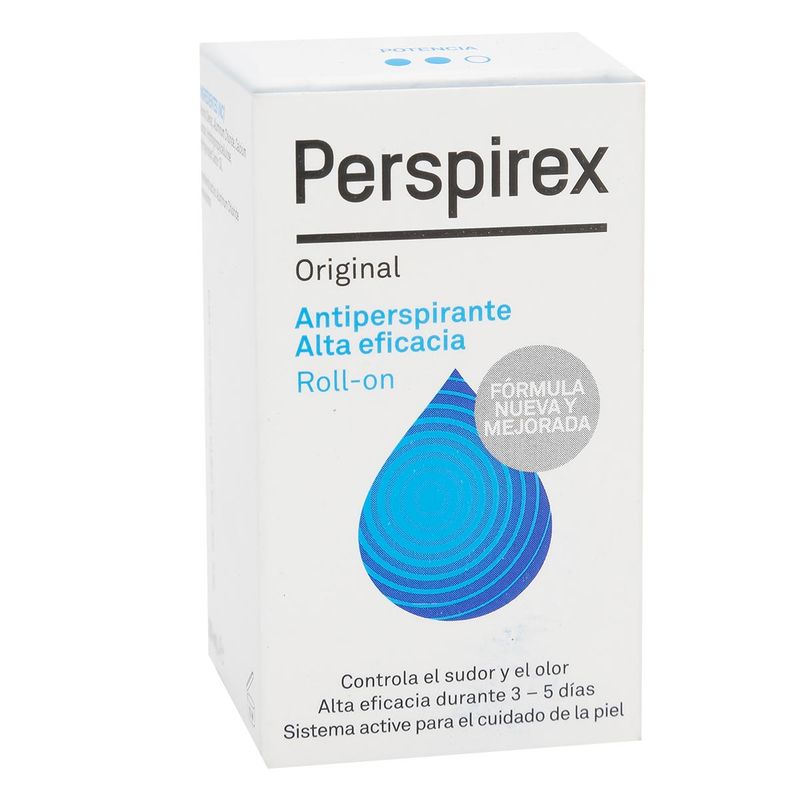 POTENCIA
Perspirex
Original
Antiperspirante
Alta eficacia
Roll-on
FÓRMULA
NUEVA Y
MEJORADA
Controla el sudor y el olor
Alta eficacia durante 3 – 5 días
Sistema active para el cuidado de la piel